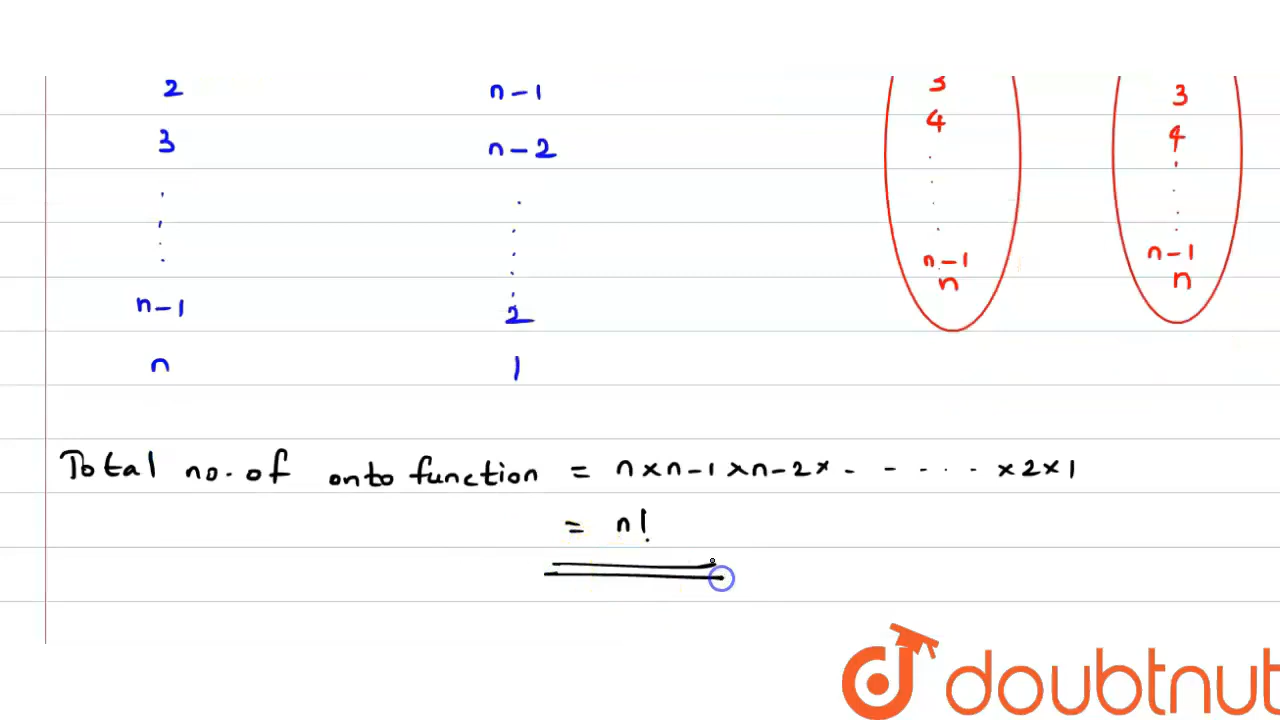 2 n-1 3 3
3 n-2 4 4
n-1 2 n-1 n-1
n 1 n n
Total no. of onto function = n×n-1×n-2×- - - · · · ×2×1
= n!
doubtnut